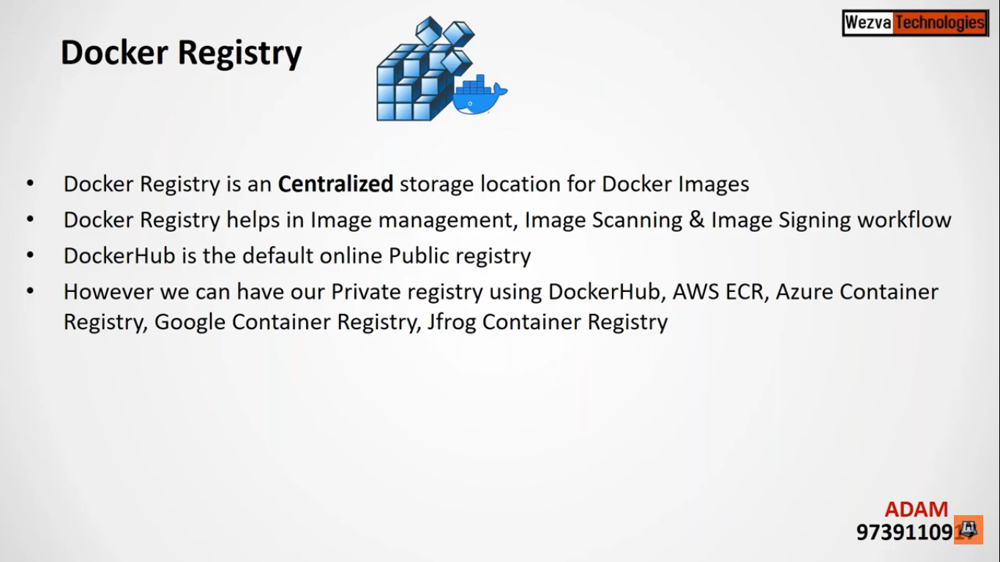 Wezva Technologies
Docker Registry
• Docker Registry is an Centralized storage location for Docker Images
• Docker Registry helps in Image management, Image Scanning & Image Signing workflow
• DockerHub is the default online Public registry
• However we can have our Private registry using DockerHub, AWS ECR, Azure Container
Registry, Google Container Registry, Jfrog Container Registry
ADAM